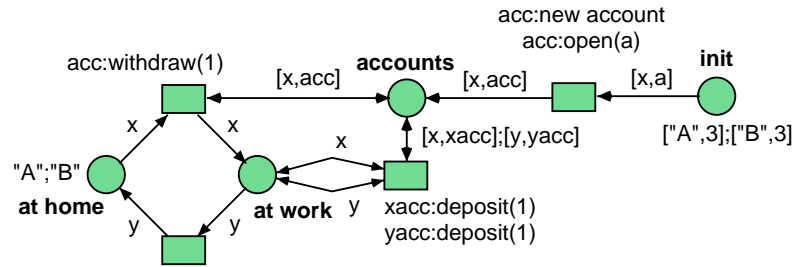 acc:new account
acc:open(a)
init
acc:withdraw(1)
accounts
[x,acc]
[x,acc]
[x,a]
x
x
x
[x,xacc];[y,yacc]
["A",3];["B",3]
"A";"B"
at home
at work
y
y
y
xacc:deposit(1)
yacc:deposit(1)